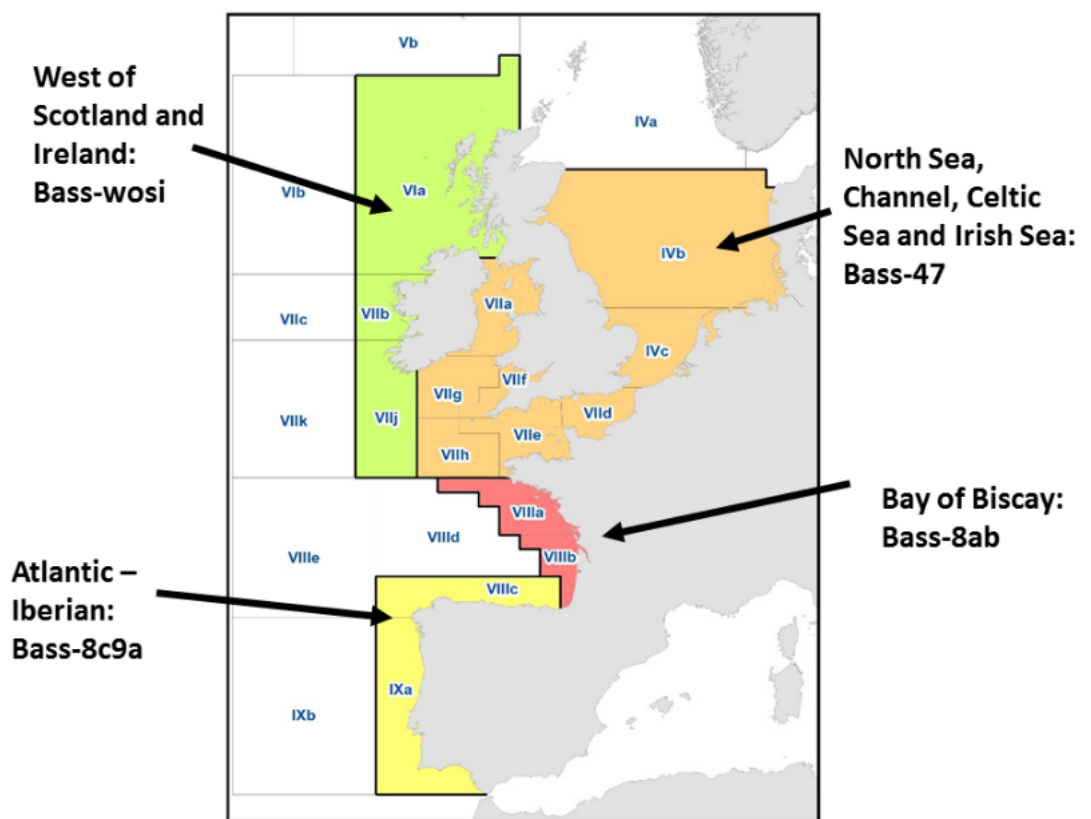 Vb
West of
Scotland and
Ireland:
Bass-wosi
IVa
North Sea,
Channel, Celtic
Sea and Irish Sea:
Bass-47
VIb
VIa
IVb
VIIc
VIIb
VIIa
IVc
VIIk
VIIj
VIIg
VIIf
VIId
VIIe
VIIh
Bay of Biscay:
Bass-8ab
VIIIe
VIIId
VIIIa
VIIIb
VIIIc
Atlantic –
Iberian:
Bass-8c9a
IXb
IXa